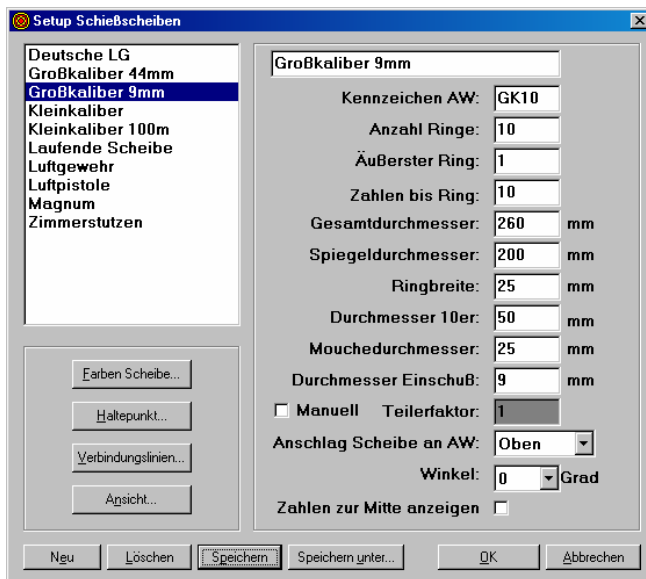 Setup Schießscheiben
Deutsche LG
Großkaliber 44mm
Großkaliber 9mm
Kleinkaliber
Kleinkaliber 100m
Laufende Scheibe
Luftgewehr
Luftpistole
Magnum
Zimmerstutzen
Farben Scheibe...
Haltepunkt...
Verbindungslinien...
Ansicht...
Großkaliber 9mm
Kennzeichen AW: GK10
Anzahl Ringe: 10
Äußerster Ring: 1
Zahlen bis Ring: 10
Gesamtdurchmesser: 260 mm
Spiegeldurchmesser: 200 mm
Ringbreite: 25 mm
Durchmesser 10er: 50 mm
Mouchedurchmesser: 25 mm
Durchmesser Einschuß: 9 mm
Manuell Teilerfaktor: 1
Anschlag Scheibe an AW: Oben
Winkel: 0 Grad
Zahlen zur Mitte anzeigen
Neu Löschen Speichern Speichern unter... OK Abbrechen